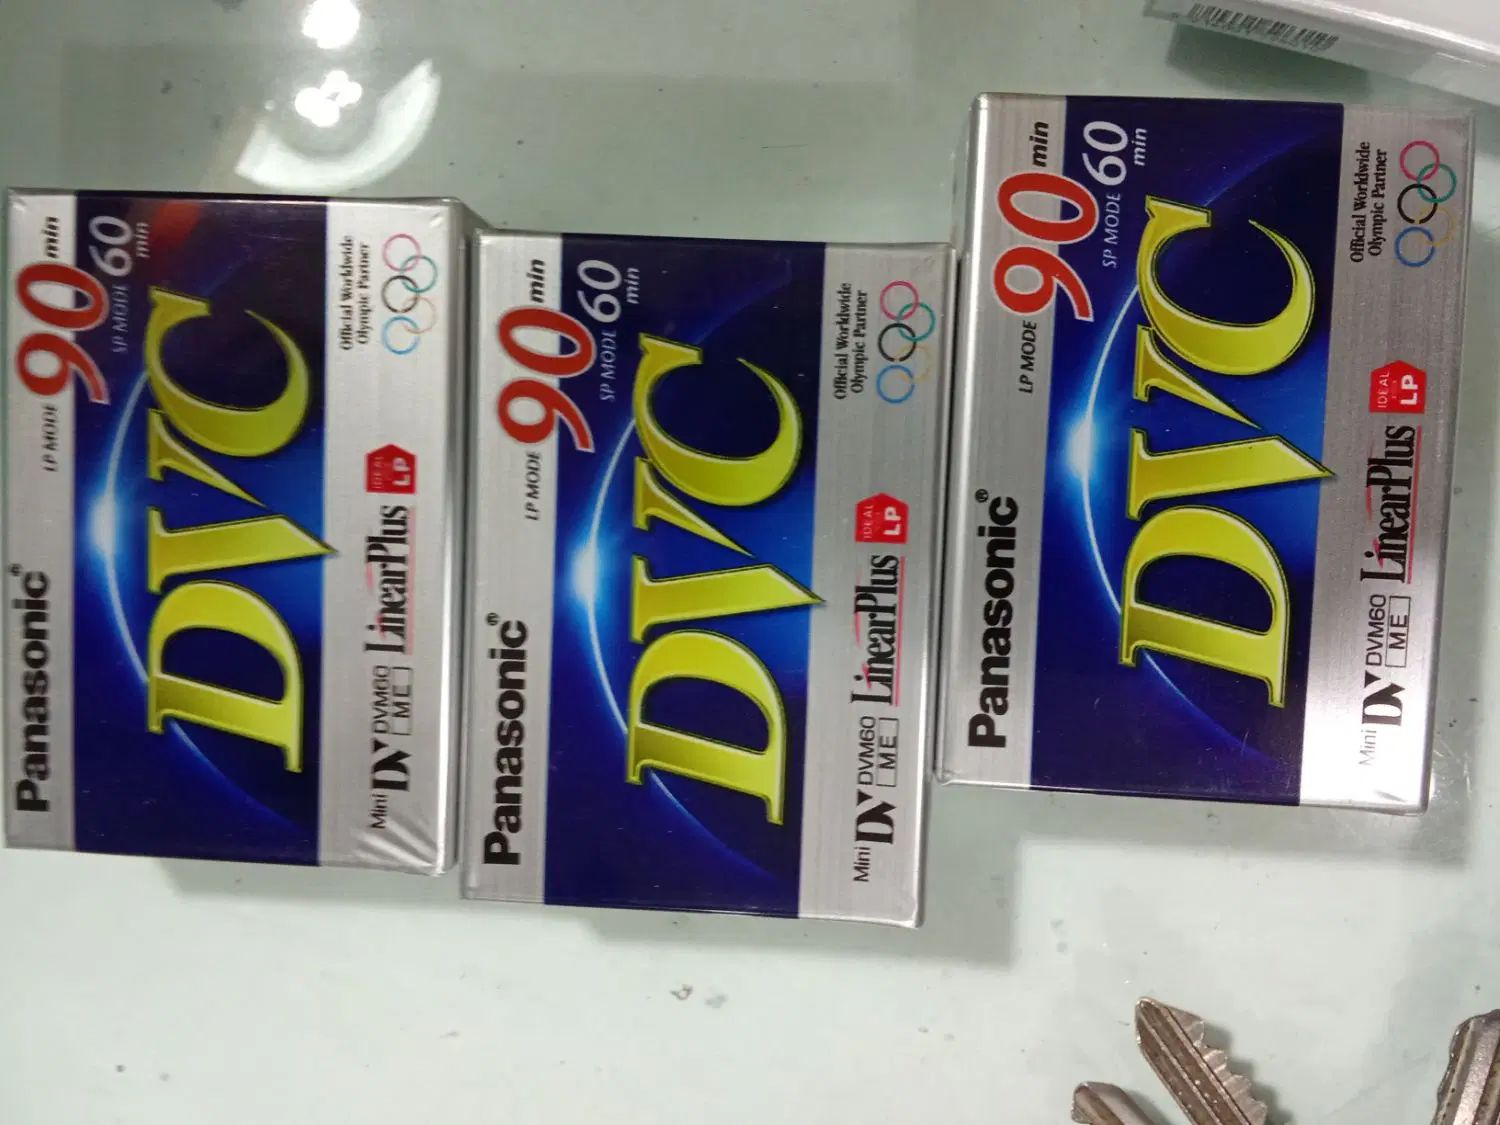 Panasonic®
LP MODE 90 min
SP MODE 60 min
DVC
Mini DV DVM60 ME LinearPlus IDEAL LP
Official Worldwide
Olympic Partner
Panasonic®
LP MODE 90 min
SP MODE 60 min
DVC
Mini DV DVM60 ME LinearPlus IDEAL LP
Official Worldwide
Olympic Partner
Panasonic®
LP MODE 90 min
SP MODE 60 min
DVC
Mini DV DVM60 ME LinearPlus IDEAL LP
Official Worldwide
Olympic Partner